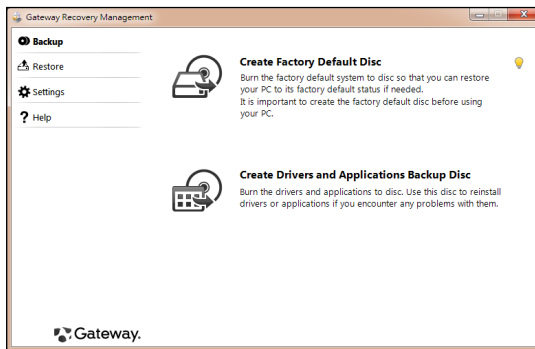 Gateway Recovery Management
Backup
Restore
Settings
? Help
Create Factory Default Disc
Burn the factory default system to disc so that you can restore
your PC to its factory default status if needed.
It is important to create the factory default disc before using
your PC.
Create Drivers and Applications Backup Disc
Burn the drivers and applications to disc. Use this disc to reinstall
drivers or applications if you encounter any problems with them.
Gateway.